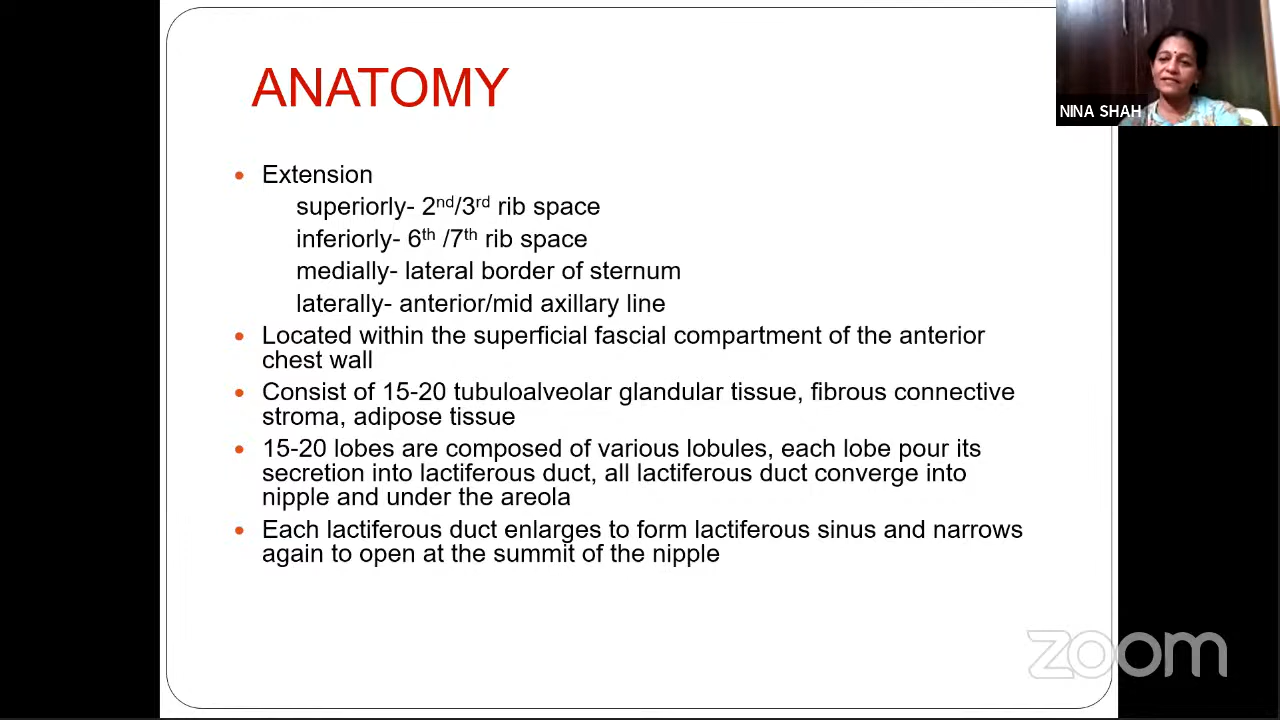 ANATOMY
NINA SHAH
• Extension
superiorly- 2nd/3rd rib space
inferiorly- 6th /7th rib space
medially- lateral border of sternum
laterally- anterior/mid axillary line
• Located within the superficial fascial compartment of the anterior
chest wall
• Consist of 15-20 tubuloalveolar glandular tissue, fibrous connective
stroma, adipose tissue
• 15-20 lobes are composed of various lobules, each lobe pour its
secretion into lactiferous duct, all lactiferous duct converge into
nipple and under the areola
• Each lactiferous duct enlarges to form lactiferous sinus and narrows
again to open at the summit of the nipple
zoom